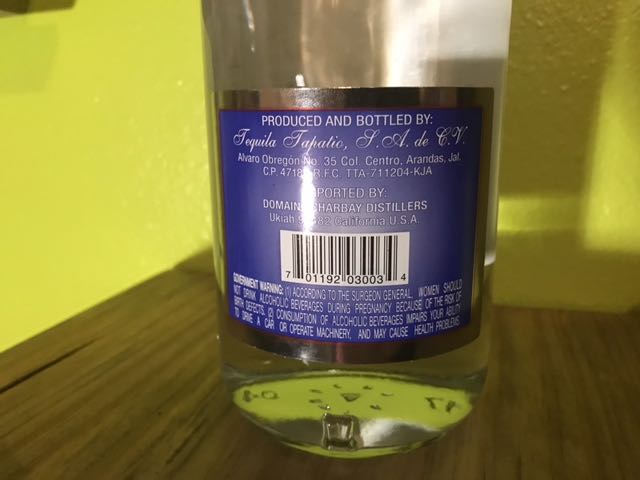 PRODUCED AND BOTTLED BY:
Tequila Tapatio, S.A. de C.V.
Alvaro Obregón No. 35 Col. Centro, Arandas, Jal.
C.P. R.F.C. TTA-711204-KJA
IMPORTED BY:
DOMAINE CHARBAY DISTILLERS
Ukiah California U.S.A.
7 01192 03003 4
GOVERNMENT WARNING: (1) ACCORDING TO THE SURGEON GENERAL, WOMEN SHOULD
NOT DRINK ALCOHOLIC BEVERAGES DURING PREGNANCY BECAUSE OF THE RISK OF
BIRTH DEFECTS. (2) CONSUMPTION OF ALCOHOLIC BEVERAGES IMPAIRS YOUR ABILITY
TO DRIVE A CAR OR OPERATE MACHINERY, AND MAY CAUSE HEALTH PROBLEMS.